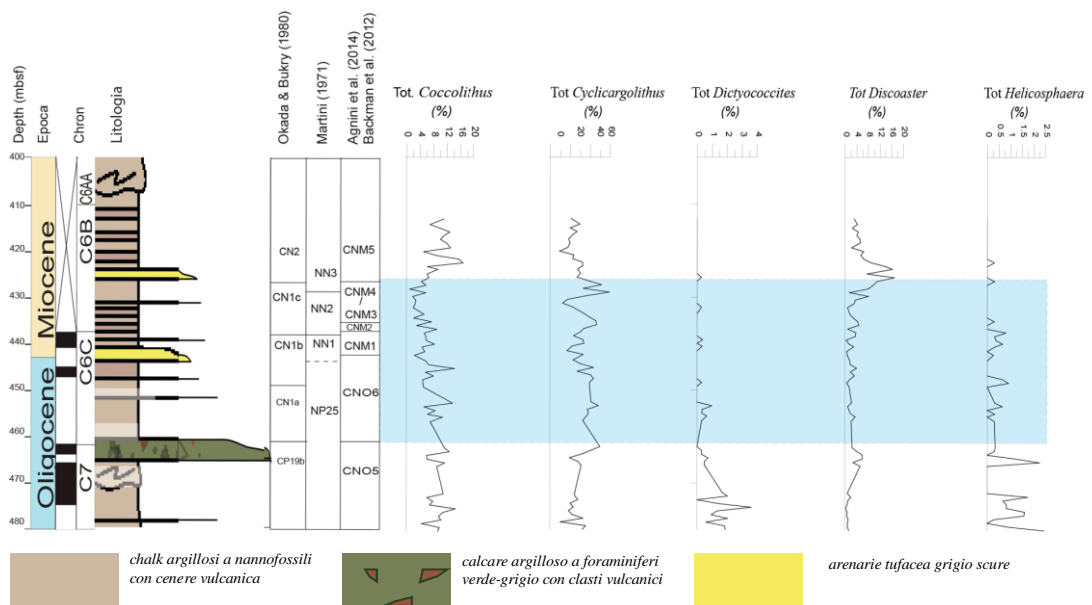 Depth (mbsf)
Epoca
Chron
Litologia
Okada & Bukry (1980)
Martini (1971)
Agnini et al. (2014)
Backman et al. (2012)
Tot. Coccolithus
(%)
0 4 8 12 16 20
Tot Cyclicargolithus
(%)
0 20 40 60
Tot Dictyococcites
(%)
0 1 2 3 4
Tot Discoaster
(%)
0 4 8 12 16 20
Tot Helicosphaera
(%)
0 0.5 1 1.5 2 2.5
400
410
420
430
440
450
460
470
480
Miocene
Oligocene
C6AA
C6B
C6C
C7
CN2
CN1c
CN1b
CN1a
CP19b
NN3
NN2
NN1
NP25
CNM5
CNM4
/
CNM3
CNM2
CNM1
CNO6
CNO5
chalk argillosi a nannofossili
con cenere vulcanica
calcare argilloso a foraminiferi
verde-grigio con clasti vulcanici
arenarie tufacea grigio scure